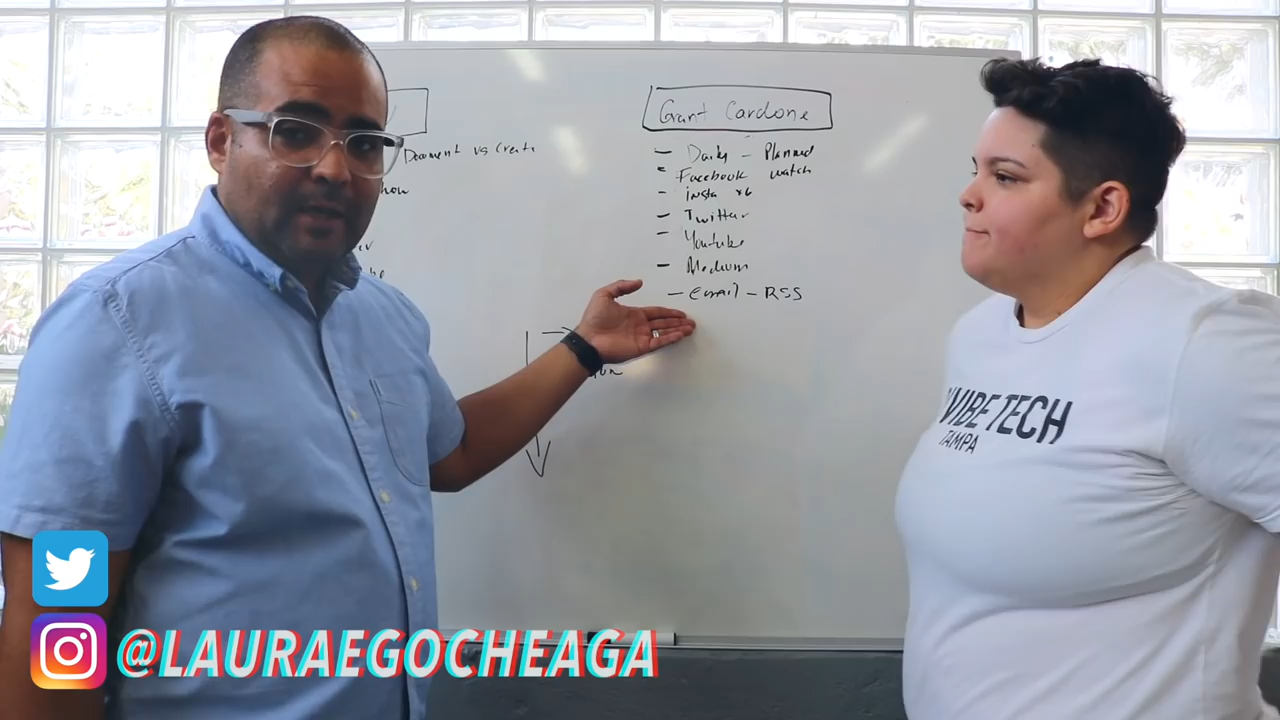 Grant Cardone
Document vs Create
- Daily - Planned
- Facebook watch
- insta x6
- Twitter
- Youtube
- Medium
- email - RSS
VIBE TECH
TAMPA
@LAURAEGOCHEAGA